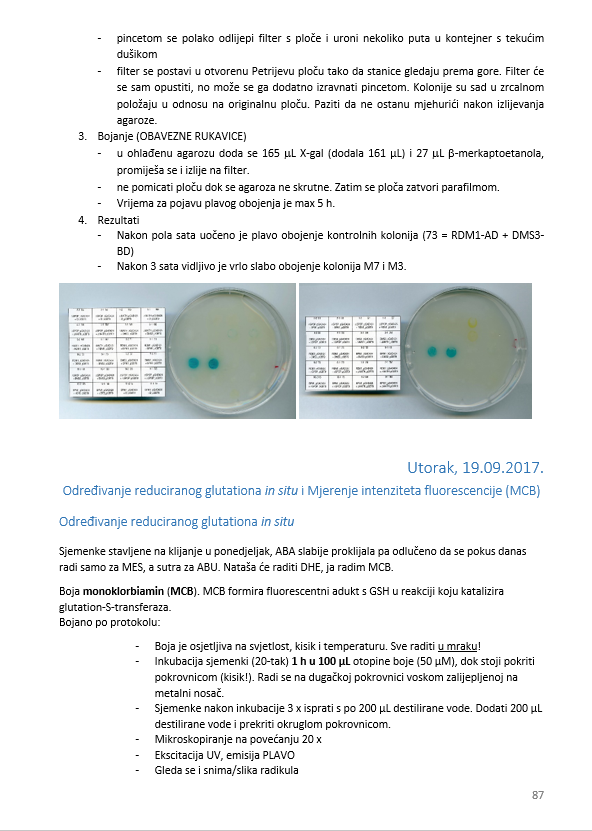 - pincetom se polako odlijepi filter s ploče i uroni nekoliko puta u kontejner s tekućim
dušikom
- filter se postavi u otvorenu Petrijevu ploču tako da stanice gledaju prema gore. Filter će
se sam opustiti, no može se ga dodatno izravnati pincetom. Kolonije su sad u zrcalnom
položaju u odnosu na originalnu ploču. Paziti da ne ostanu mjehurići nakon izlijevanja
agaroze.
3. Bojanje (OBAVEZNE RUKAVICE)
- u ohlađenu agarozu doda se 165 µL X-gal (dodala 161 µL) i 27 µL β-merkaptoetanola,
promiješa se i izlije na filter.
- ne pomicati ploču dok se agaroza ne skrutne. Zatim se ploča zatvori parafilmom.
- Vrijema za pojavu plavog obojenja je max 5 h.
4. Rezultati
- Nakon pola sata uočeno je plavo obojenje kontrolnih kolonija (73 = RDM1-AD + DMS3-
BD)
- Nakon 3 sata vidljivo je vrlo slabo obojenje kolonija M7 i M3.
Utorak, 19.09.2017.
Određivanje reduciranog glutationa in situ i Mjerenje intenziteta fluorescencije (MCB)
Određivanje reduciranog glutationa in situ
Sjemenke stavljene na klijanje u ponedjeljak, ABA slabije proklijala pa odlučeno da se pokus danas
radi samo za MES, a sutra za ABU. Nataša će raditi DHE, ja radim MCB.
Boja monoklorbiamin (MCB). MCB formira fluorescentni adukt s GSH u reakciji koju katalizira
glutation-S-transferaza.
Bojano po protokolu:
- Boja je osjetljiva na svjetlost, kisik i temperaturu. Sve raditi u mraku!
- Inkubacija sjemenki (20-tak) 1 h u 100 µL otopine boje (50 µM), dok stoji pokriti
pokrovnicom (kisik!). Radi se na dugačkoj pokrovnici voskom zalijepljenoj na
metalni nosač.
- Sjemenke nakon inkubacije 3 x isprati s po 200 µL destilirane vode. Dodati 200 µL
destilirane vode i prekriti okruglom pokrovnicom.
- Mikroskopiranje na povećanju 20 x
- Ekscitacija UV, emisija PLAVO
- Gleda se i snima/slika radikula
87